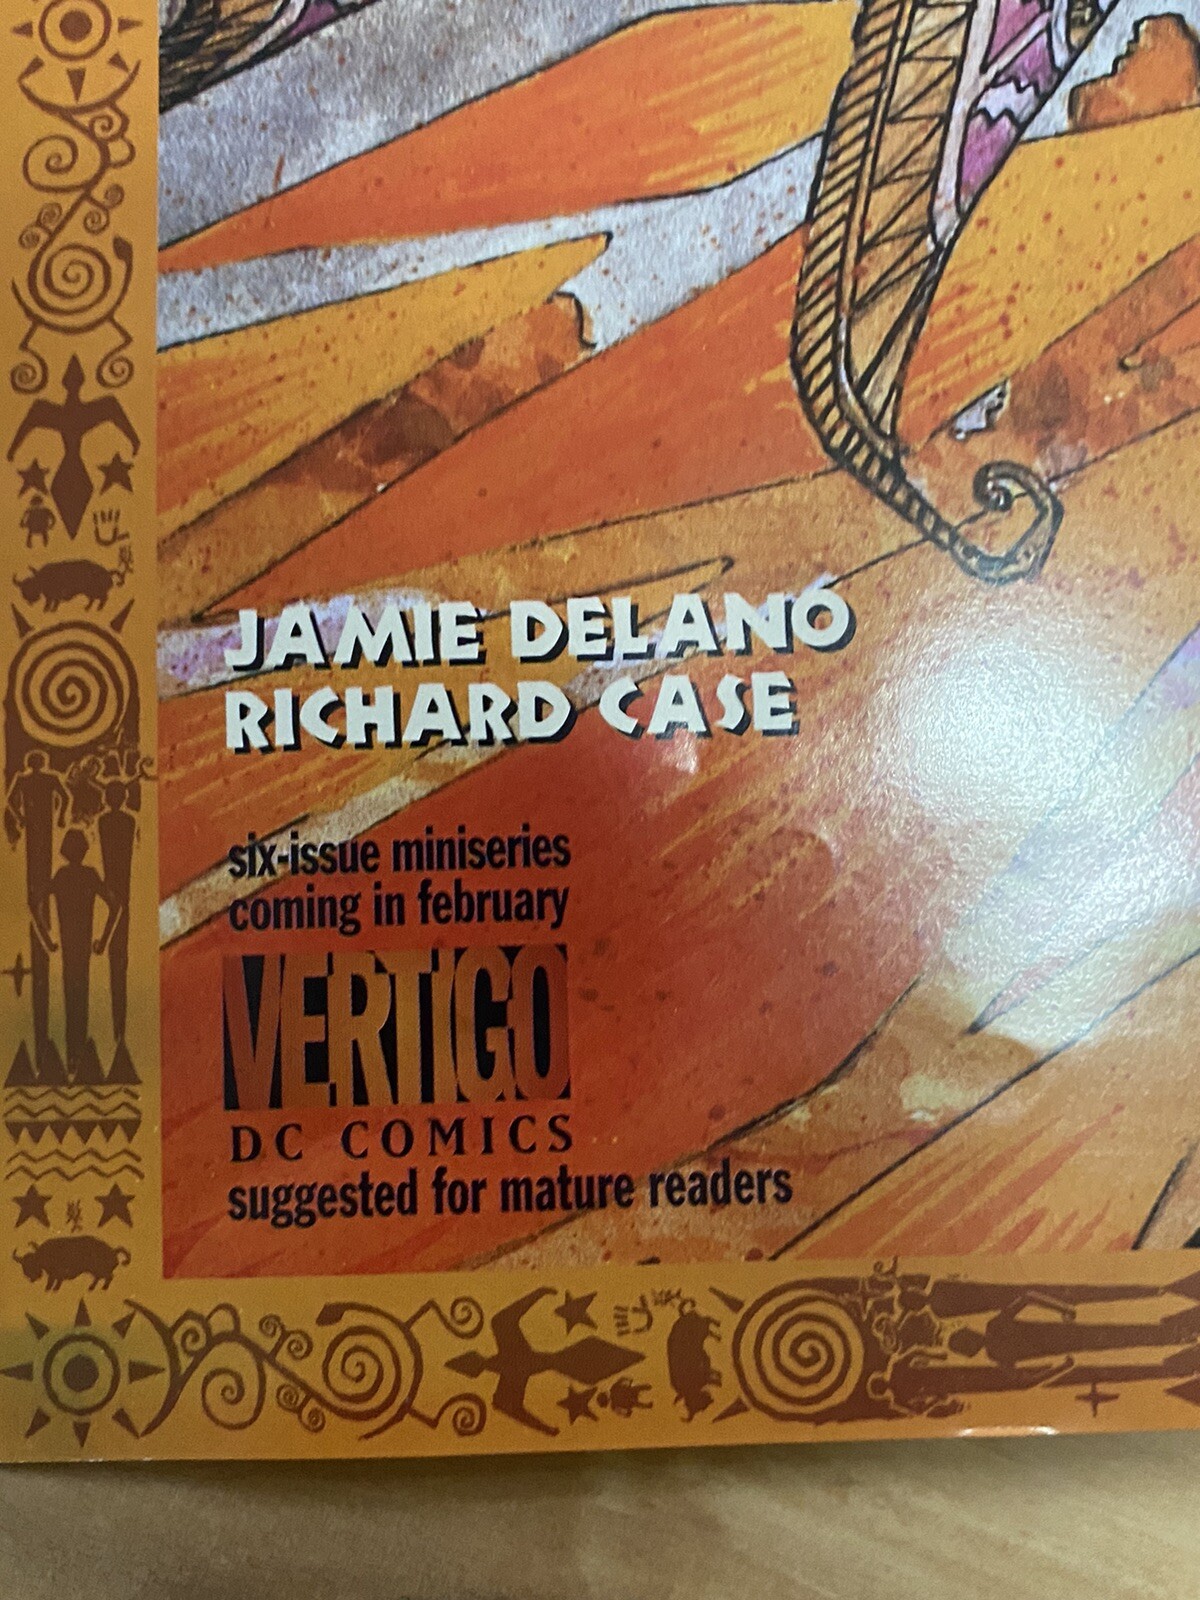 JAMIE DELANO
RICHARD CASE
six-issue miniseries
coming in february
VERTIGO
DC COMICS
suggested for mature readers